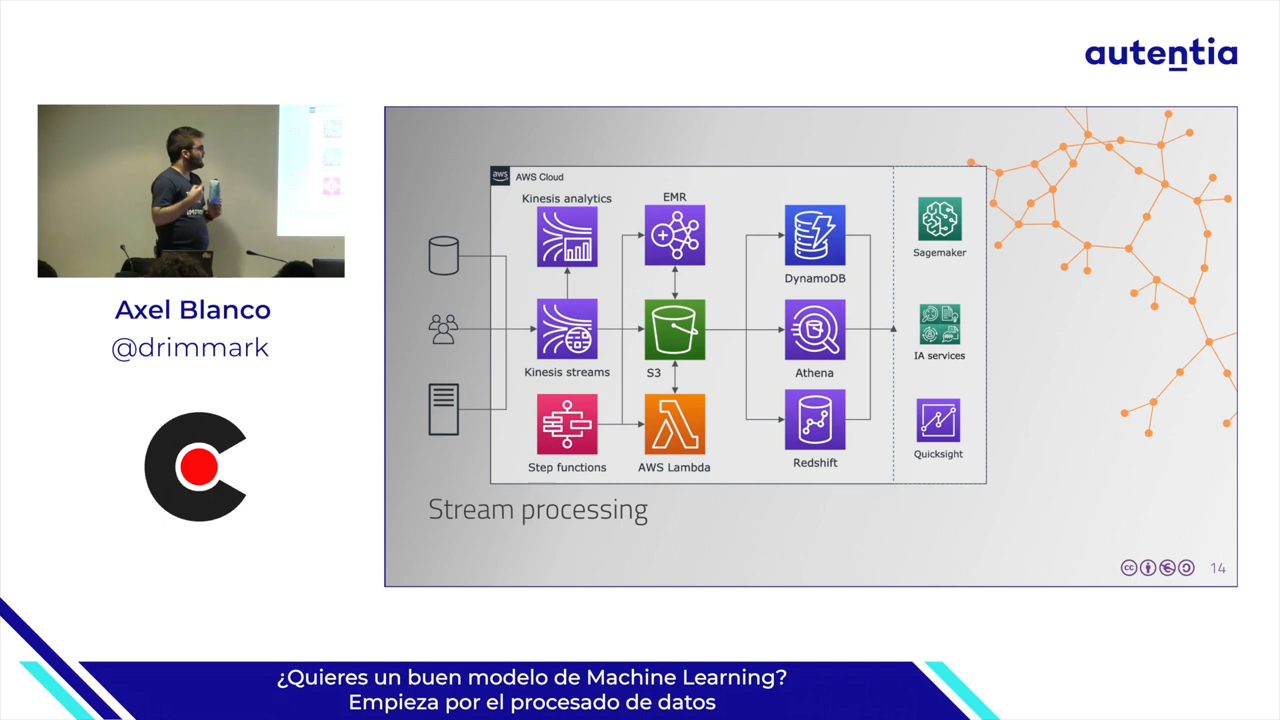 autentia
Axel Blanco
@drimmark
aws
AWS Cloud
Kinesis analytics
EMR
DynamoDB
Sagemaker
Kinesis streams
S3
Athena
IA services
Step functions
AWS Lambda
Redshift
Quicksight
Stream processing
cc
14
¿Quieres un buen modelo de Machine Learning?
Empieza por el procesado de datos